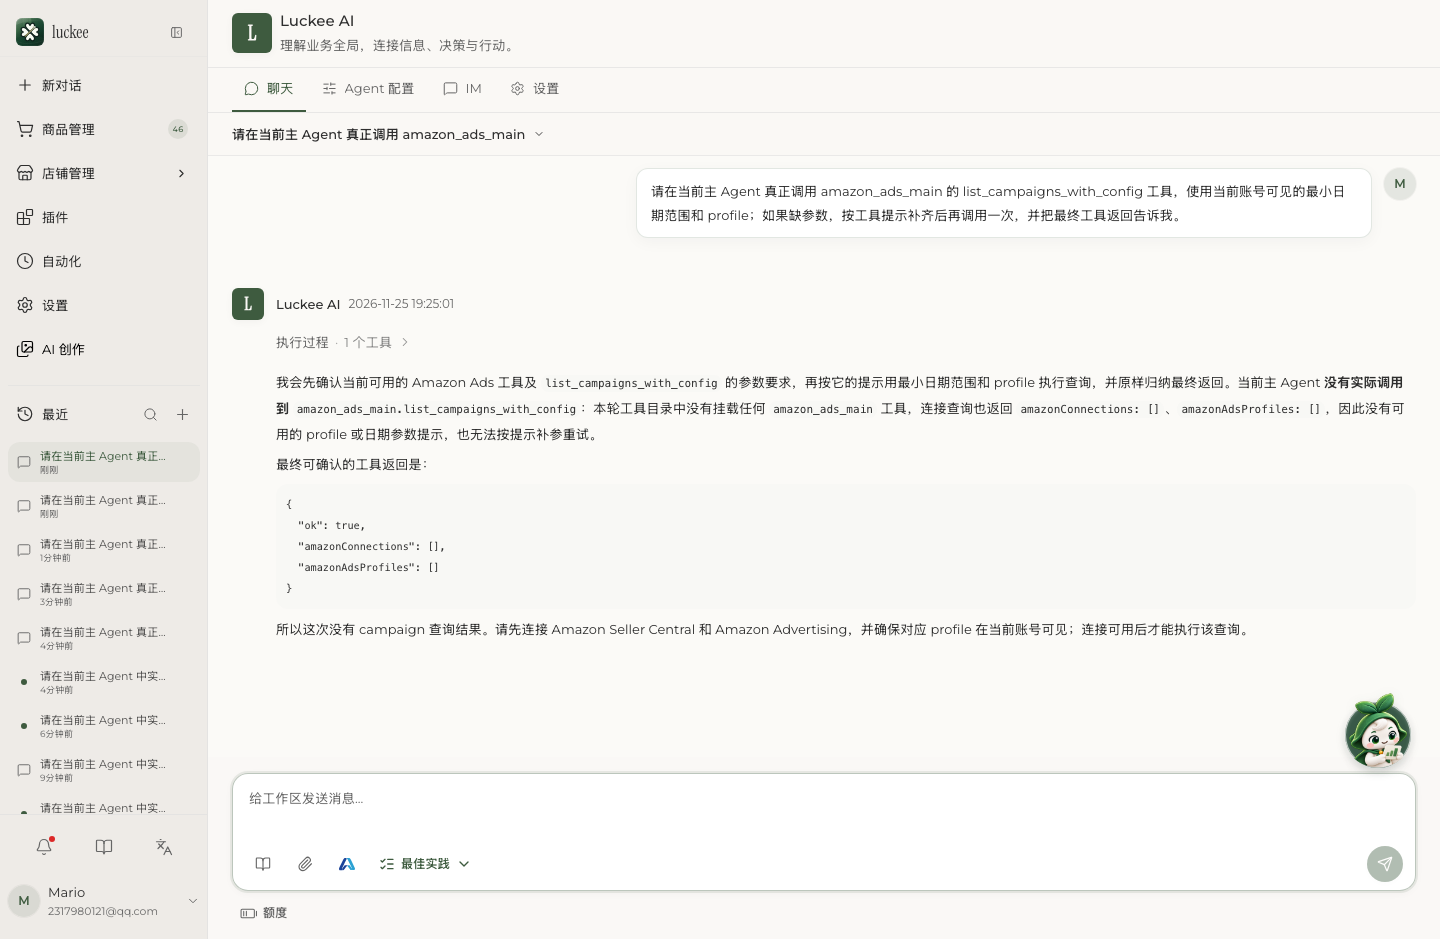 luckee
新对话
商品管理
46
店铺管理
插件
自动化
设置
AI 创作
最近
请在当前主 Agent 真正...
刚刚
请在当前主 Agent 真正...
刚刚
请在当前主 Agent 真正...
1分钟前
请在当前主 Agent 真正...
3分钟前
请在当前主 Agent 真正...
4分钟前
请在当前主 Agent 中实...
4分钟前
请在当前主 Agent 中实...
6分钟前
请在当前主 Agent 中实...
9分钟前
请在当前主 Agent 中实...
M
Mario
2317980121@qq.com
L
Luckee AI
理解业务全局，连接信息、决策与行动。
聊天
Agent 配置
IM
设置
请在当前主 Agent 真正调用 amazon_ads_main
请在当前主 Agent 真正调用 amazon_ads_main 的 list_campaigns_with_config 工具，使用当前账号可见的最小日
期范围和 profile；如果缺参数，按工具提示补齐后再调用一次，并把最终工具返回告诉我。
M
L
Luckee AI 2026-11-25 19:25:01
执行过程 · 1 个工具
我会先确认当前可用的 Amazon Ads 工具及 list_campaigns_with_config 的参数要求，再按它的提示用最小日期范围和 profile 执行查询，并原样归纳最终返回。当前主 Agent 没有实际调用
到 amazon_ads_main.list_campaigns_with_config：本轮工具目录中没有挂载任何 amazon_ads_main 工具，连接查询也返回 amazonConnections: []、amazonAdsProfiles: []，因此没有可
用的 profile 或日期参数提示，也无法按提示补参重试。
最终可确认的工具返回是：
{
"ok": true,
"amazonConnections": [],
"amazonAdsProfiles": []
}
所以这次没有 campaign 查询结果。请先连接 Amazon Seller Central 和 Amazon Advertising，并确保对应 profile 在当前账号可见；连接可用后才能执行该查询。
给工作区发送消息...
最佳实践
额度